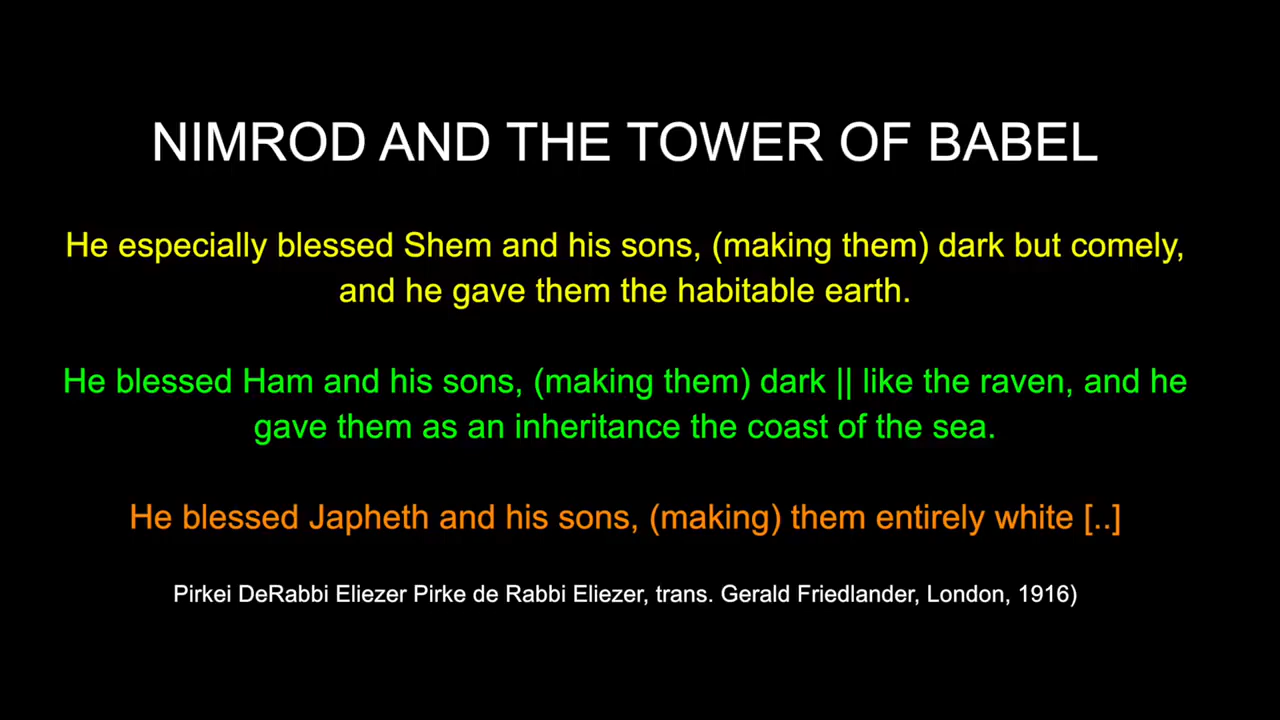 NIMROD AND THE TOWER OF BABEL
He especially blessed Shem and his sons, (making them) dark but comely,
and he gave them the habitable earth.
He blessed Ham and his sons, (making them) dark || like the raven, and he
gave them as an inheritance the coast of the sea.
He blessed Japheth and his sons, (making) them entirely white [..]
Pirkei DeRabbi Eliezer Pirke de Rabbi Eliezer, trans. Gerald Friedlander, London, 1916)